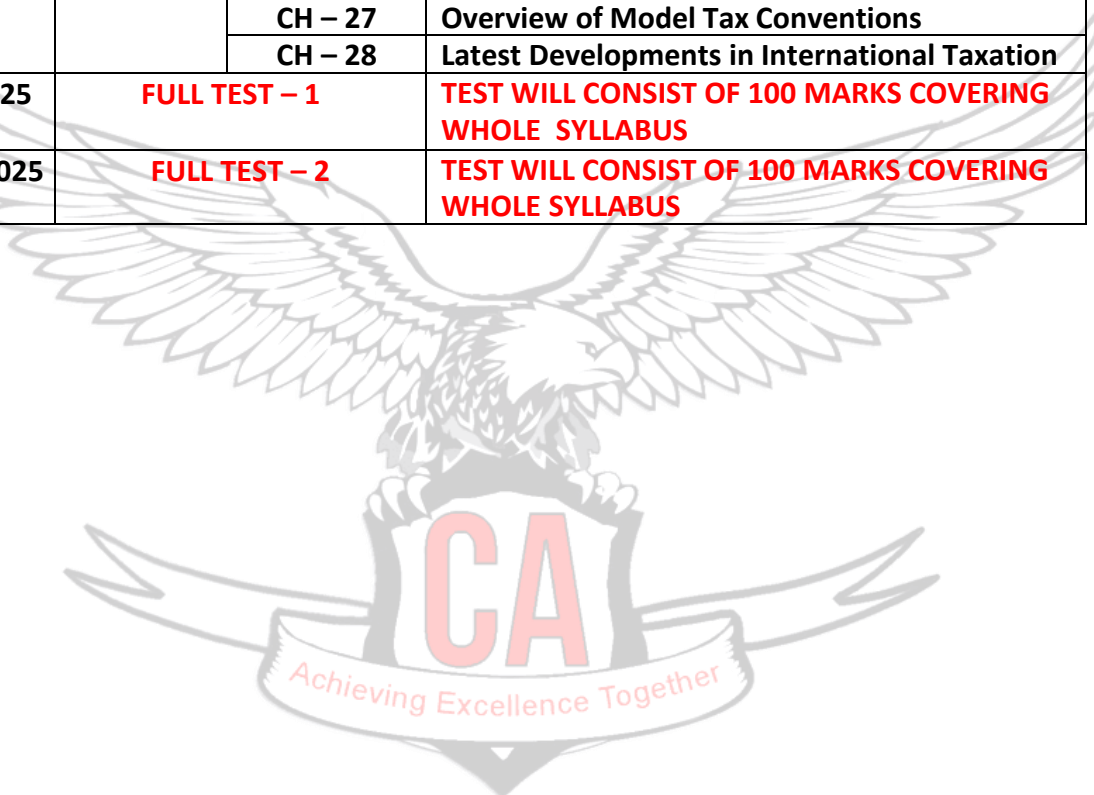 CH – 27 Overview of Model Tax Conventions
CH – 28 Latest Developments in International Taxation
25 FULL TEST – 1 TEST WILL CONSIST OF 100 MARKS COVERING
WHOLE SYLLABUS
025 FULL TEST – 2 TEST WILL CONSIST OF 100 MARKS COVERING
WHOLE SYLLABUS
CA
Achieving Excellence Together